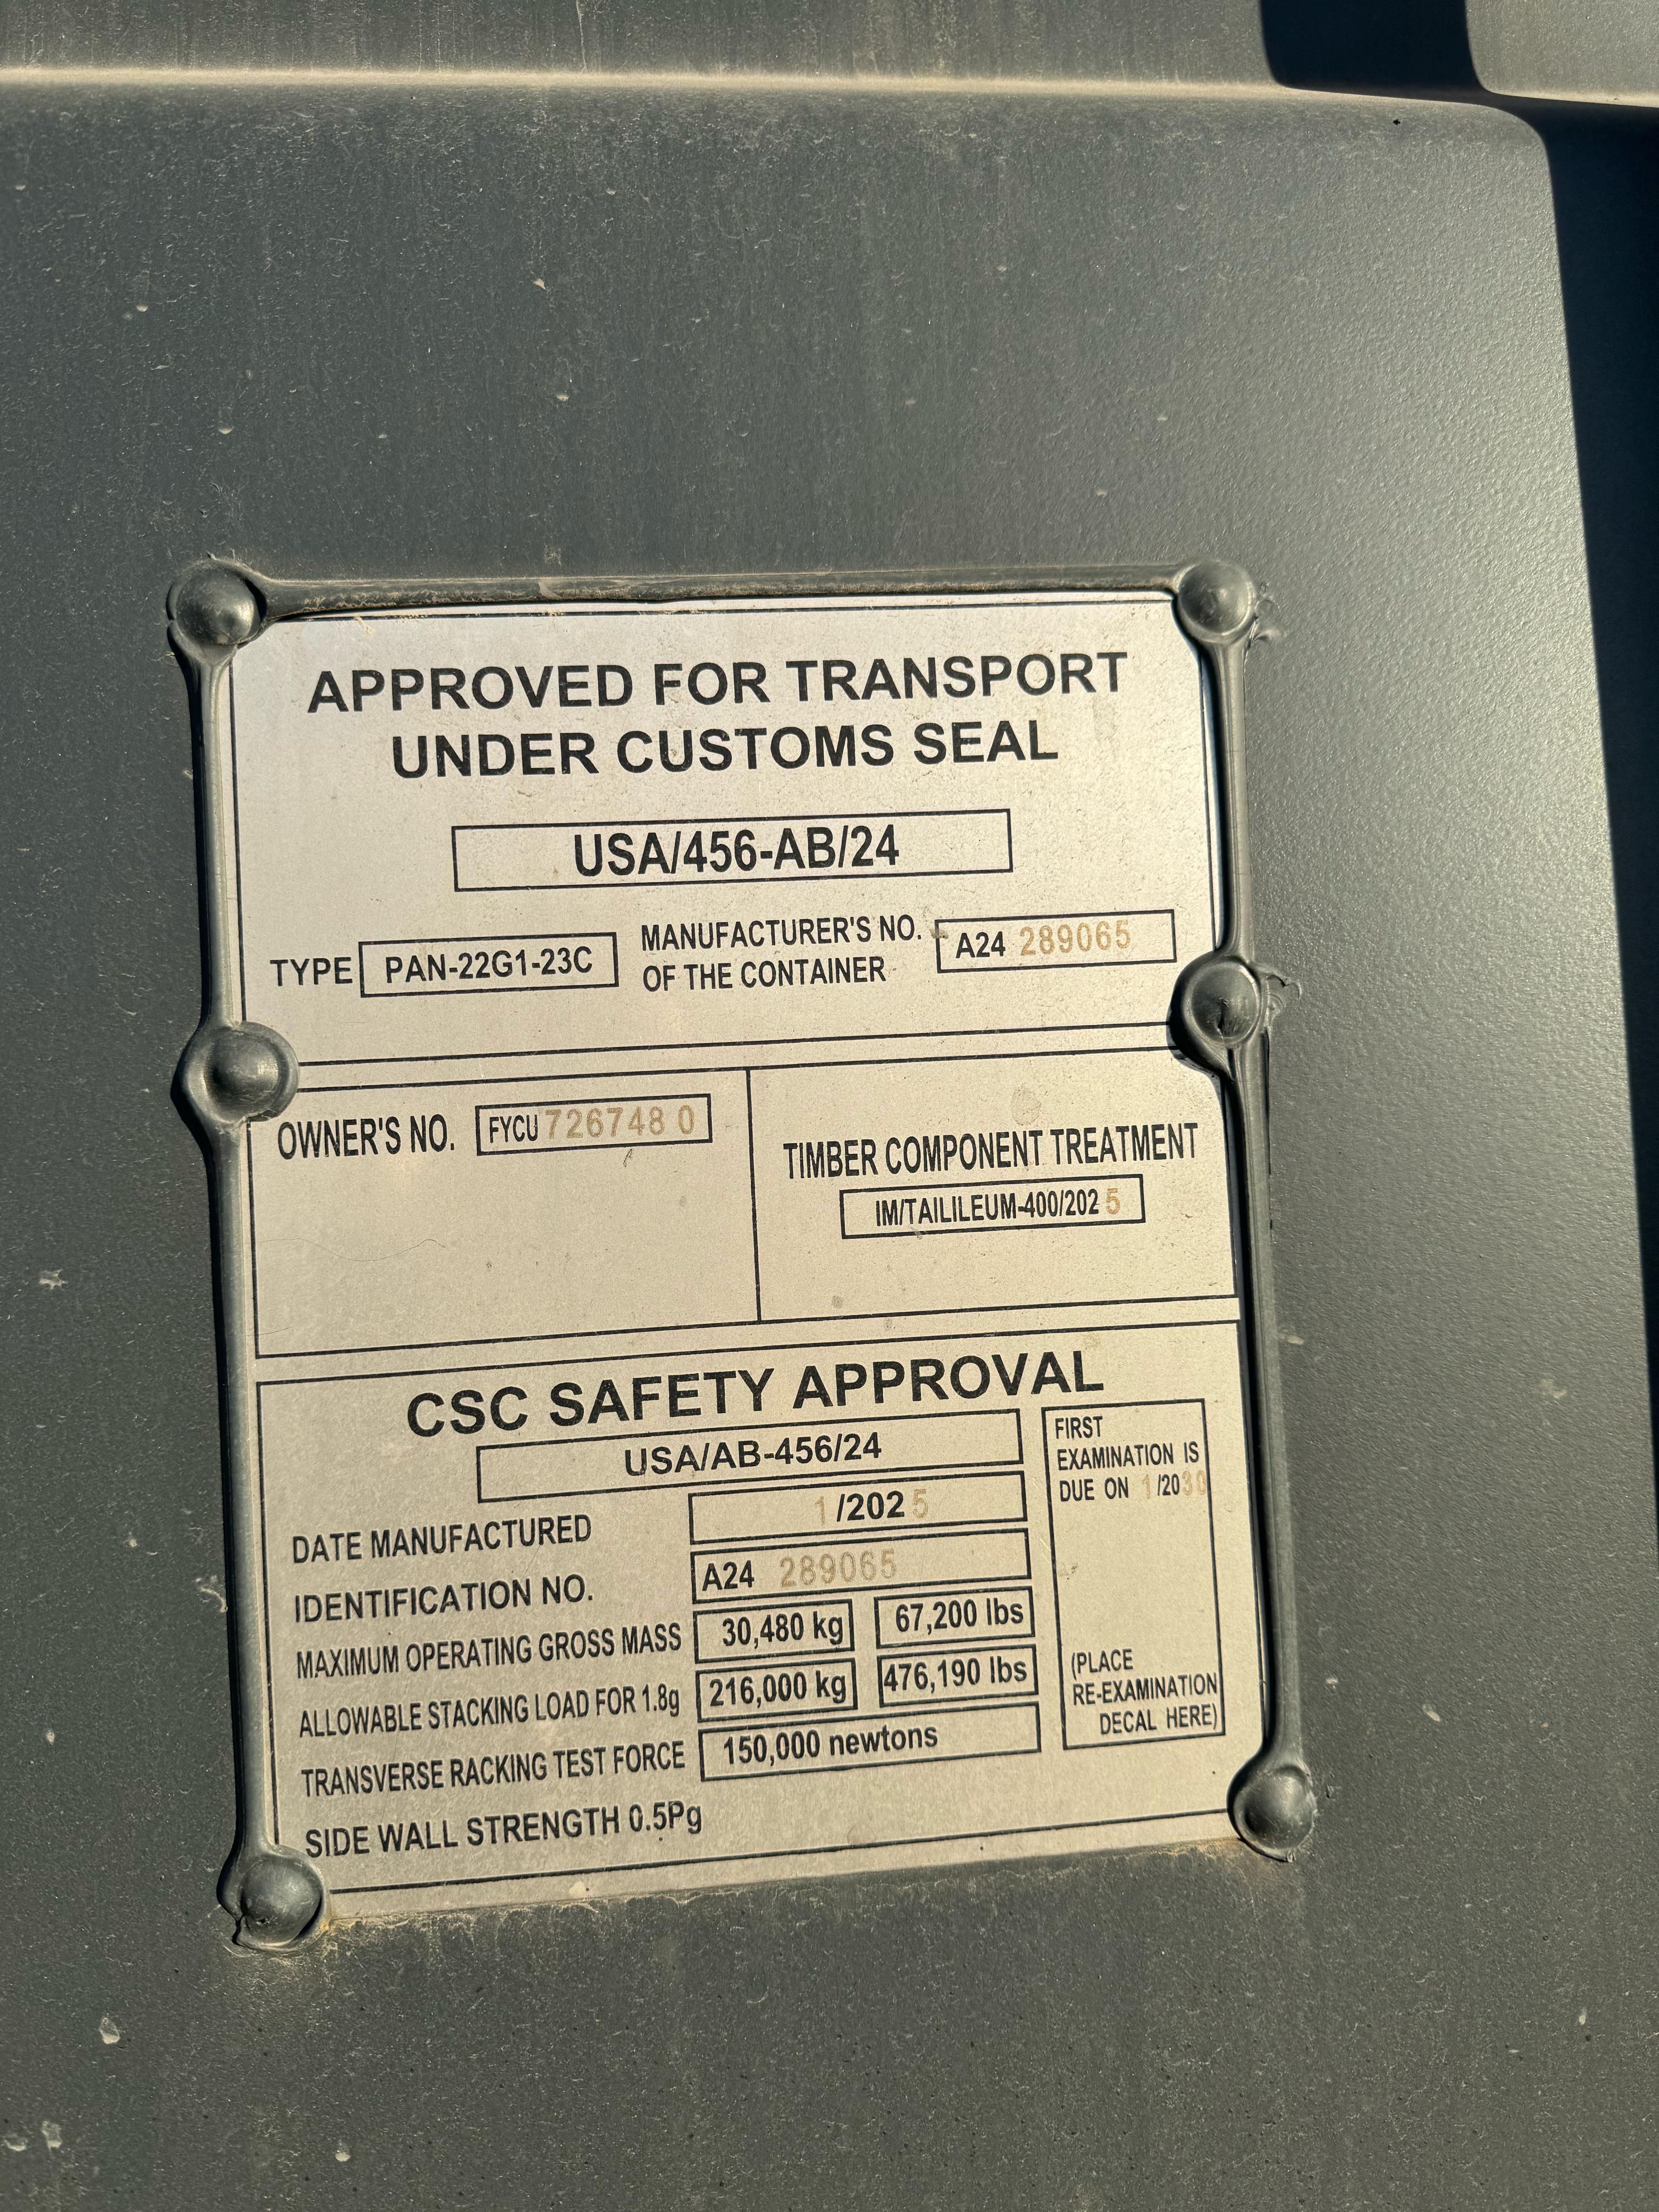 APPROVED FOR TRANSPORT
UNDER CUSTOMS SEAL
USA/456-AB/24
TYPE PAN-22G1-23C
MANUFACTURER'S NO.
OF THE CONTAINER
A24 289065
OWNER'S NO. FYCU 726748 0
TIMBER COMPONENT TREATMENT
IM/TAILILEUM-400/2025
CSC SAFETY APPROVAL
USA/AB-456/24
DATE MANUFACTURED 1/2025
IDENTIFICATION NO. A24 289065
MAXIMUM OPERATING GROSS MASS 30,480 kg 67,200 lbs
ALLOWABLE STACKING LOAD FOR 1.8g 216,000 kg 476,190 lbs
TRANSVERSE RACKING TEST FORCE 150,000 newtons
SIDE WALL STRENGTH 0.5Pg
FIRST
EXAMINATION IS
DUE ON 1/2030
(PLACE
RE-EXAMINATION
DECAL HERE)